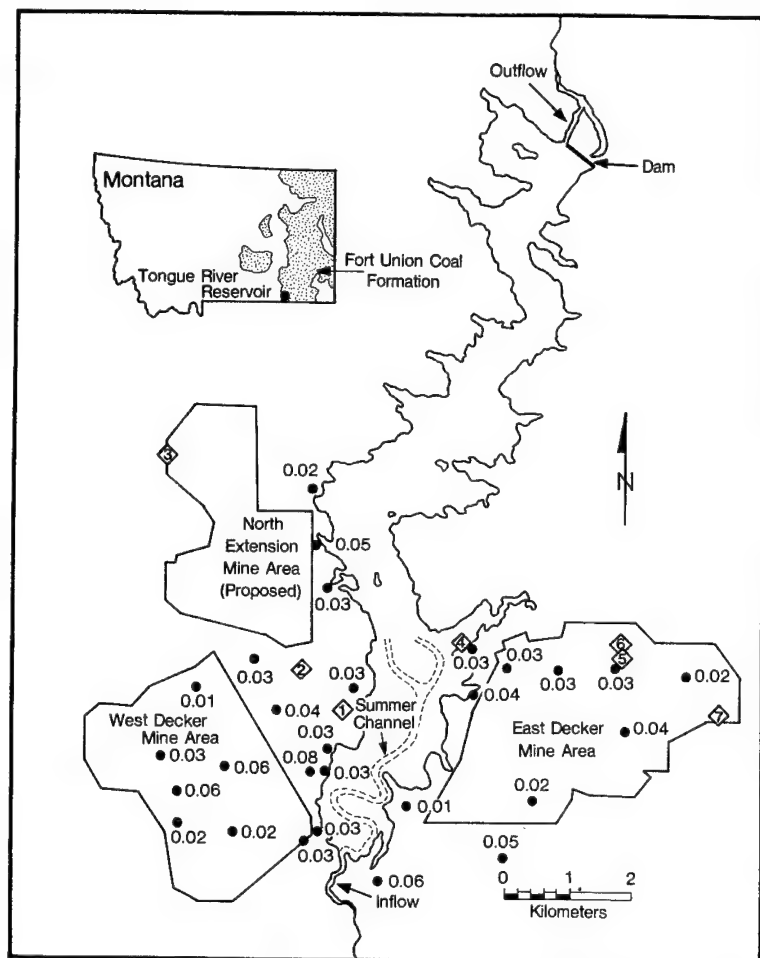 Outflow
Dam
Montana
Fort Union Coal
Formation
Tongue River
Reservoir
N
3
0.02
North
Extension
Mine Area
(Proposed)
0.05
0.03
4
6
5
0.03
0.03
0.03
0.02
2
0.03
0.03
0.01
0.04
1
Summer
Channel
0.04
7
West Decker
Mine Area
0.03
0.03
East Decker
Mine Area
0.04
0.06
0.08
0.03
0.06
0.01
0.02
0.02
0.02
0.03
0.03
0.05
0.06
Inflow
0 1 2
Kilometers